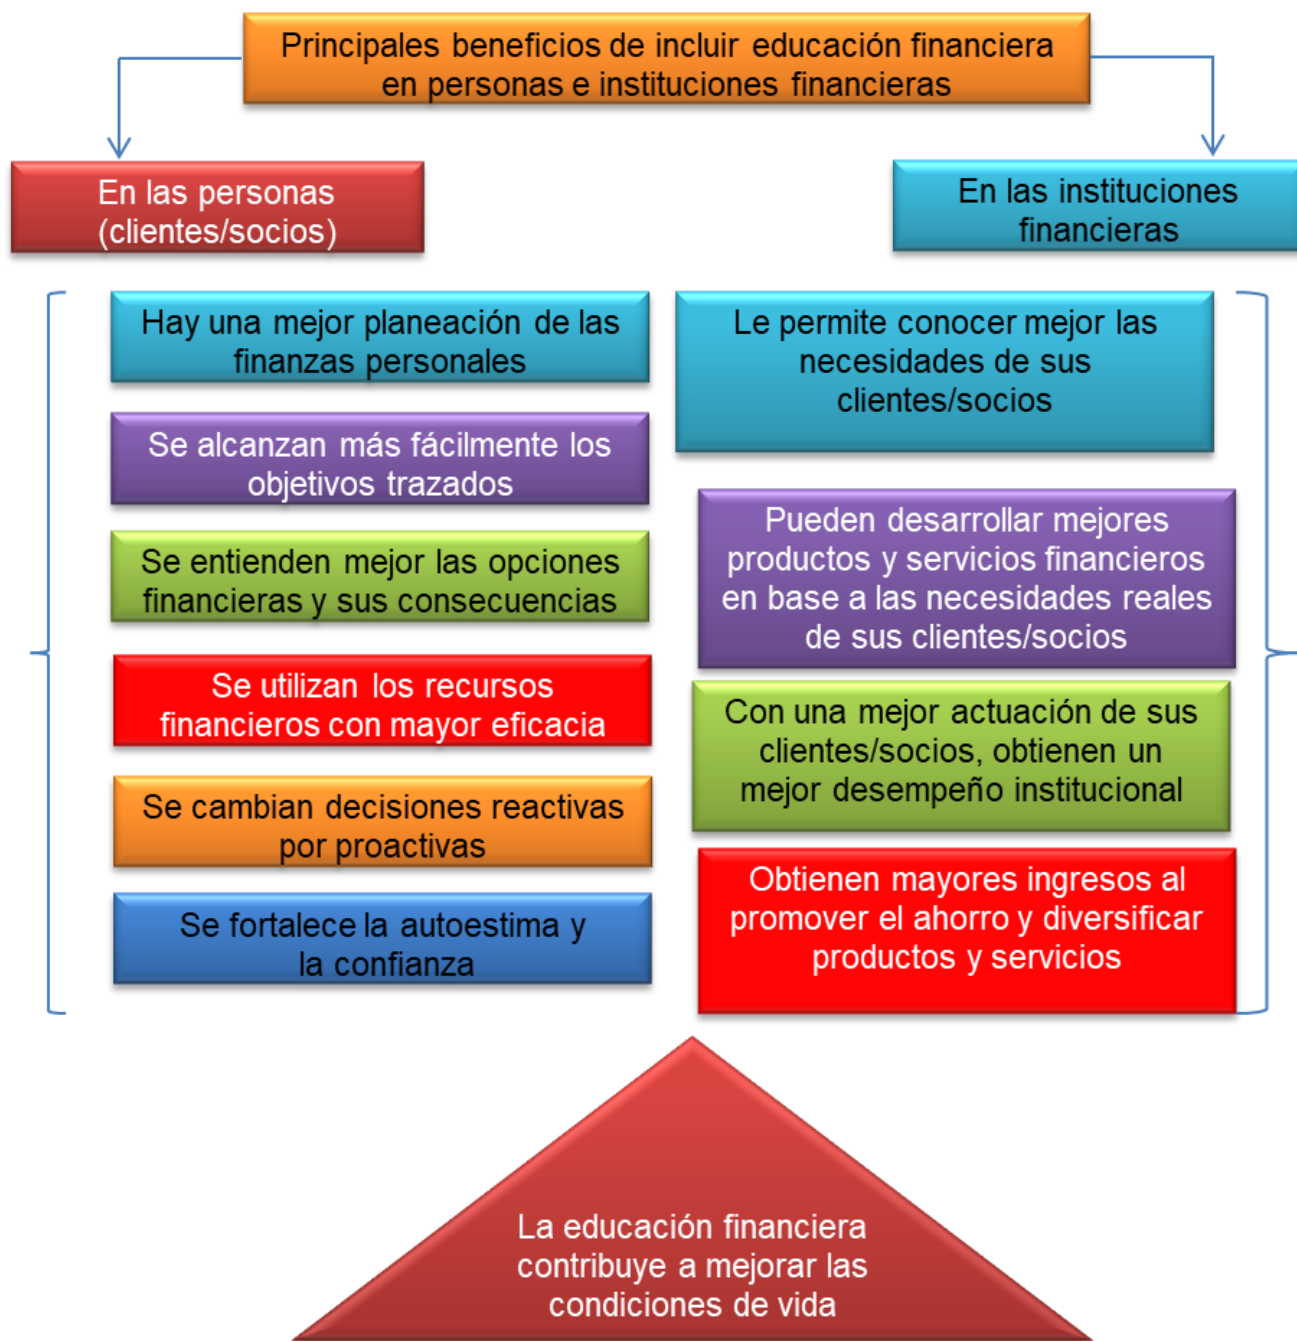 Principales beneficios de incluir educación financiera
en personas e instituciones financieras
En las personas
(clientes/socios)
En las instituciones
financieras
Hay una mejor planeación de las
finanzas personales
Se alcanzan más fácilmente los
objetivos trazados
Se entienden mejor las opciones
financieras y sus consecuencias
Se utilizan los recursos
financieros con mayor eficacia
Se cambian decisiones reactivas
por proactivas
Se fortalece la autoestima y
la confianza
Le permite conocer mejor las
necesidades de sus
clientes/socios
Pueden desarrollar mejores
productos y servicios financieros
en base a las necesidades reales
de sus clientes/socios
Con una mejor actuación de sus
clientes/socios, obtienen un
mejor desempeño institucional
Obtienen mayores ingresos al
promover el ahorro y diversificar
productos y servicios
La educación financiera
contribuye a mejorar las
condiciones de vida